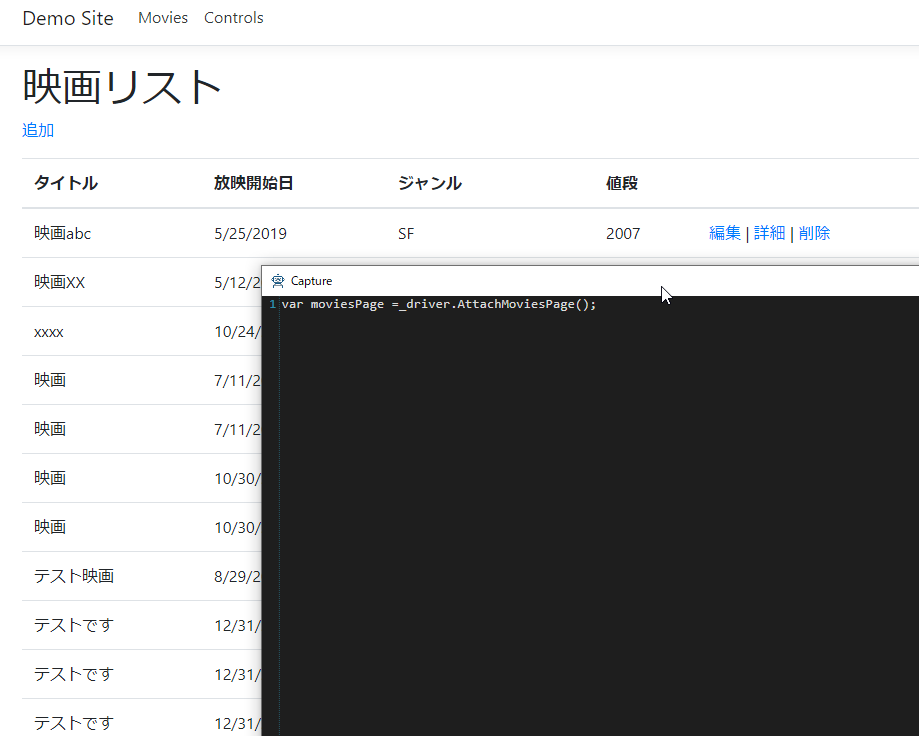 Demo Site Movies Controls
映画リスト
追加
タイトル 放映開始日 ジャンル 値段
映画abc 5/25/2019 SF 2007 編集 | 詳細 | 削除
映画XX 5/12/2
Capture
1 var moviesPage =_driver.AttachMoviesPage();
xxxx 10/24/
映画 7/11/2
映画 7/11/2
映画 10/30/
映画 10/30/
テスト映画 8/29/2
テストです 12/31/
テストです 12/31/
テストです 12/31/